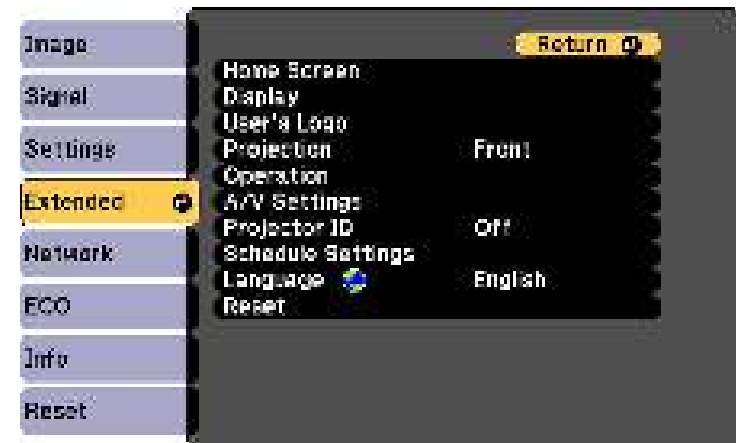 Image
Signal
Settings
Extended
Network
ECO
Info
Reset
Return
Home Screen
Display
User's Logo
Projection Front
Operation
A/V Settings
Projector ID Off
Schedule Settings
Language English
Reset